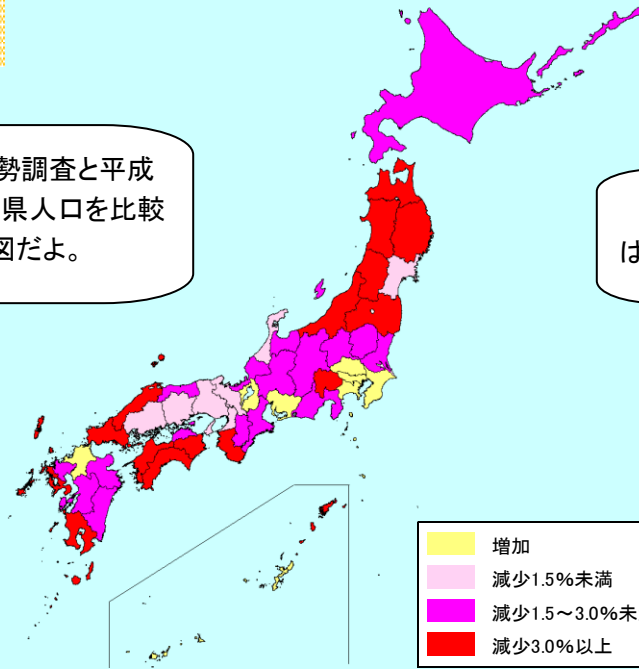 勢調査と平成
県人口を比較
図だよ。
は
増加
減少1.5%未満
減少1.5～3.0%未
減少3.0%以上